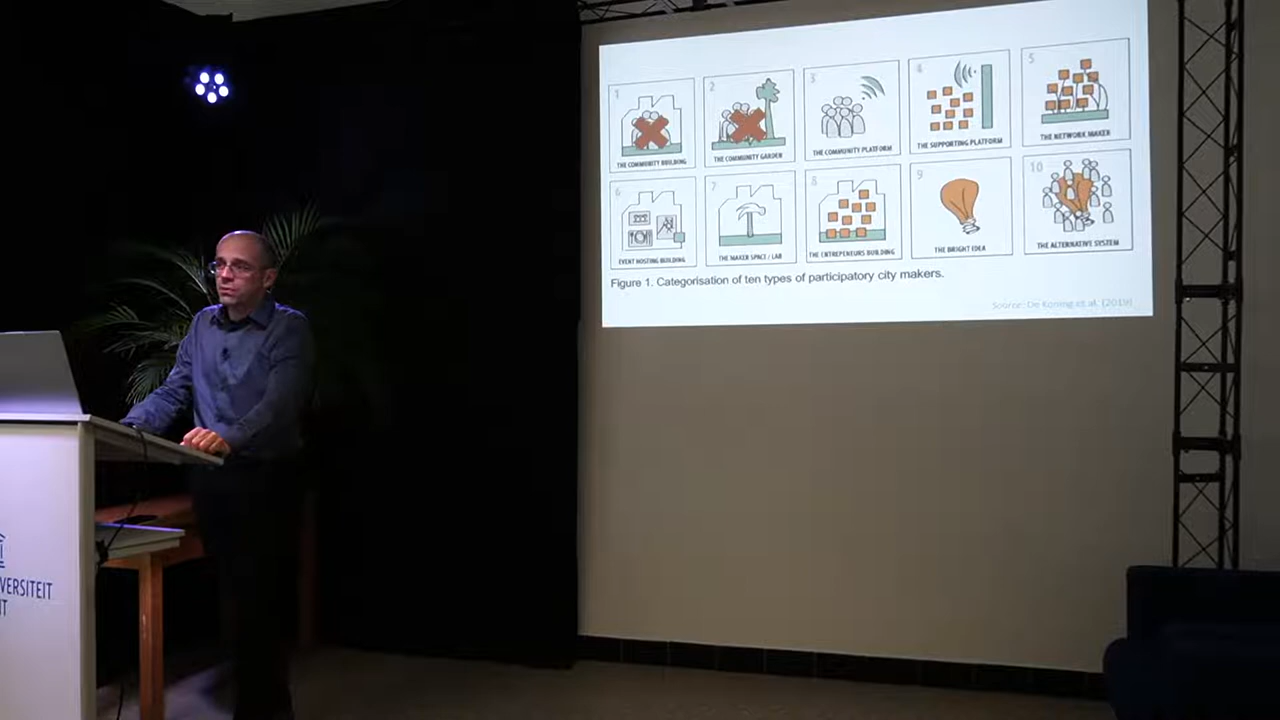 1
2
3
4
5
THE COMMUNITY BUILDING
THE COMMUNITY GARDEN
THE COMMUNITY PLATFORM
THE SUPPORTING PLATFORM
THE NETWORK MAKER
6
7
8
9
10
EVENT HOSTING BUILDING
THE MAKER SPACE / LAB
THE ENTREPENEURS BUILDING
THE BRIGHT IDEA
THE ALTERNATIVE SYSTEM
Figure 1. Categorisation of ten types of participatory city makers.
Source: De Koning et al. (2019)
VERSITEIT
IT